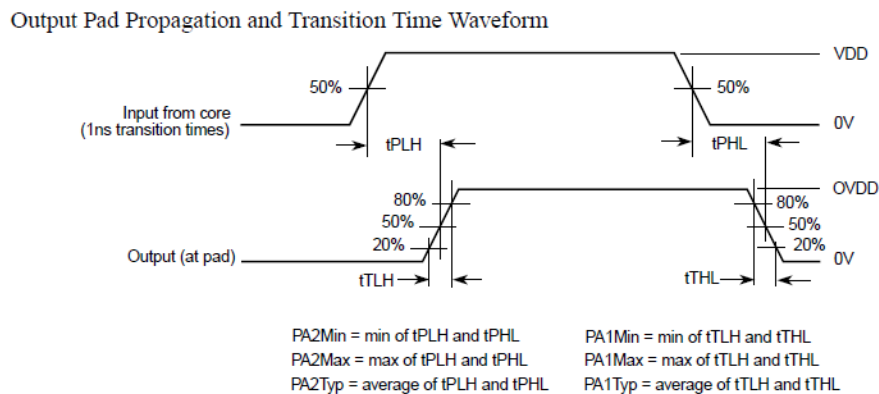 Output Pad Propagation and Transition Time Waveform
VDD
50%
50%
Input from core
(1ns transition times)
0V
tPLH
tPHL
OVDD
80%
80%
50%
50%
20%
20%
Output (at pad)
0V
tTLH
tTHL
PA2Min = min of tPLH and tPHL
PA2Max = max of tPLH and tPHL
PA2Typ = average of tPLH and tPHL
PA1Min = min of tTLH and tTHL
PA1Max = max of tTLH and tTHL
PA1Typ = average of tTLH and tTHL